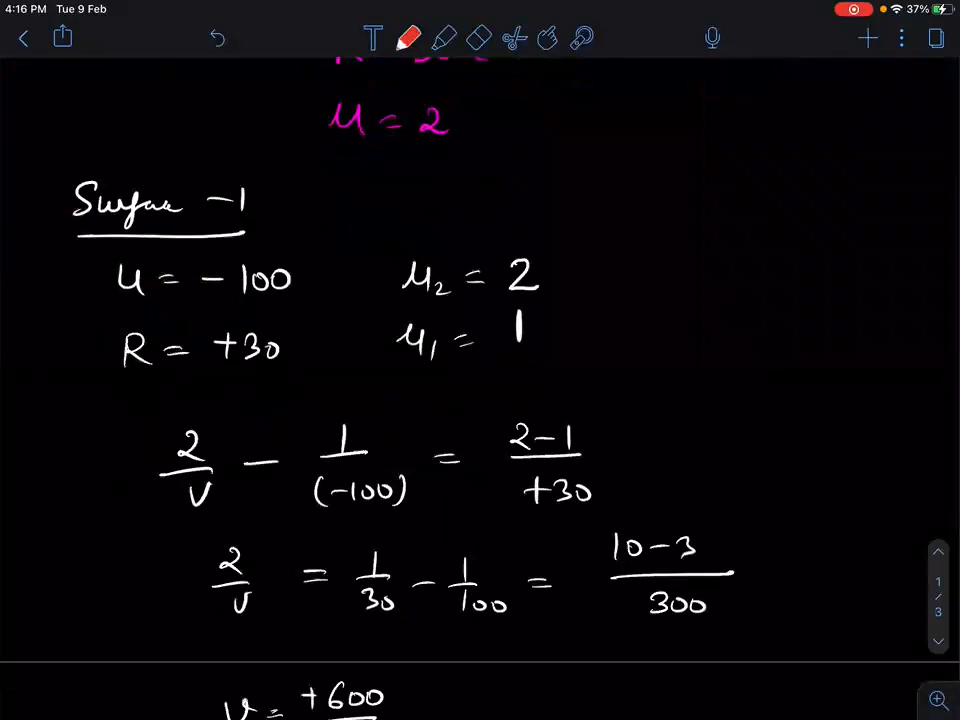 4:16 PM Tue 9 Feb 37%
μ = 2
Surface -1
u = - 100 μ₂ = 2
R = +30 μ₁ = 1
2/v - 1/(-100) = 2-1/+30
2/v = 1/30 - 1/100 = 10-3/300
1/3
v = +600